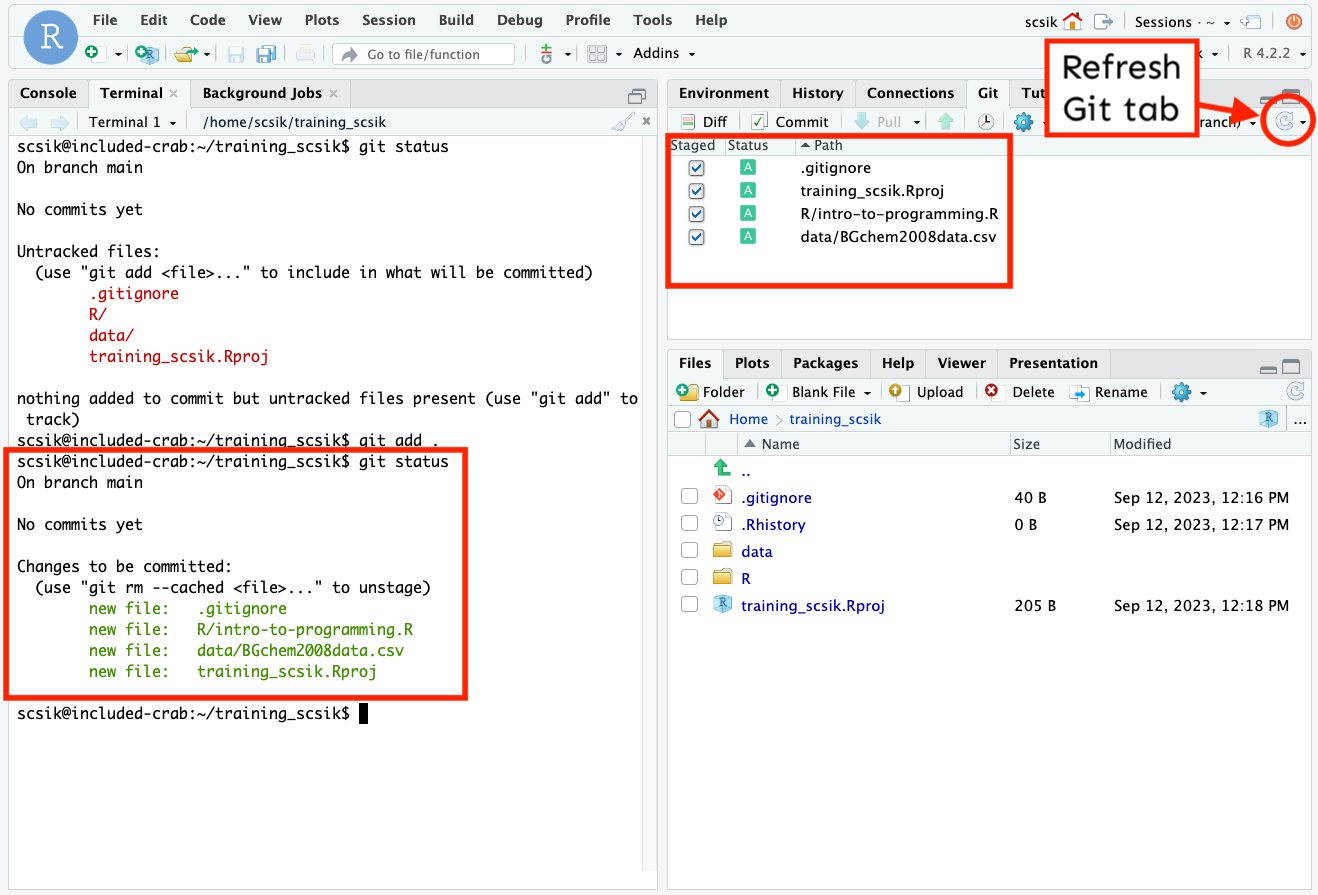 R
File Edit Code View Plots Session Build Debug Profile Tools Help
scsik Sessions ~
Go to file/function
Addins
R 4.2.2
Console Terminal Background Jobs
Terminal 1 /home/scsik/training_scsik
scsik@included-crab:~/training_scsik$ git status
On branch main
No commits yet
Untracked files:
(use "git add <file>..." to include in what will be committed)
.gitignore
R/
data/
training_scsik.Rproj
nothing added to commit but untracked files present (use "git add" to
track)
scsik@included-crab:~/training_scsik$ git add .
scsik@included-crab:~/training_scsik$ git status
On branch main
No commits yet
Changes to be committed:
(use "git rm --cached <file>..." to unstage)
new file: .gitignore
new file: R/intro-to-programming.R
new file: data/BGchem2008data.csv
new file: training_scsik.Rproj
scsik@included-crab:~/training_scsik$
Environment History Connections Git Tut
Refresh
Git tab
Diff Commit Pull ranch)
Staged Status Path
A .gitignore
A training_scsik.Rproj
A R/intro-to-programming.R
A data/BGchem2008data.csv
Files Plots Packages Help Viewer Presentation
Folder Blank File Upload Delete Rename
Home training_scsik ...
Name Size Modified
..
.gitignore 40 B Sep 12, 2023, 12:16 PM
.Rhistory 0 B Sep 12, 2023, 12:17 PM
data
R
training_scsik.Rproj 205 B Sep 12, 2023, 12:18 PM